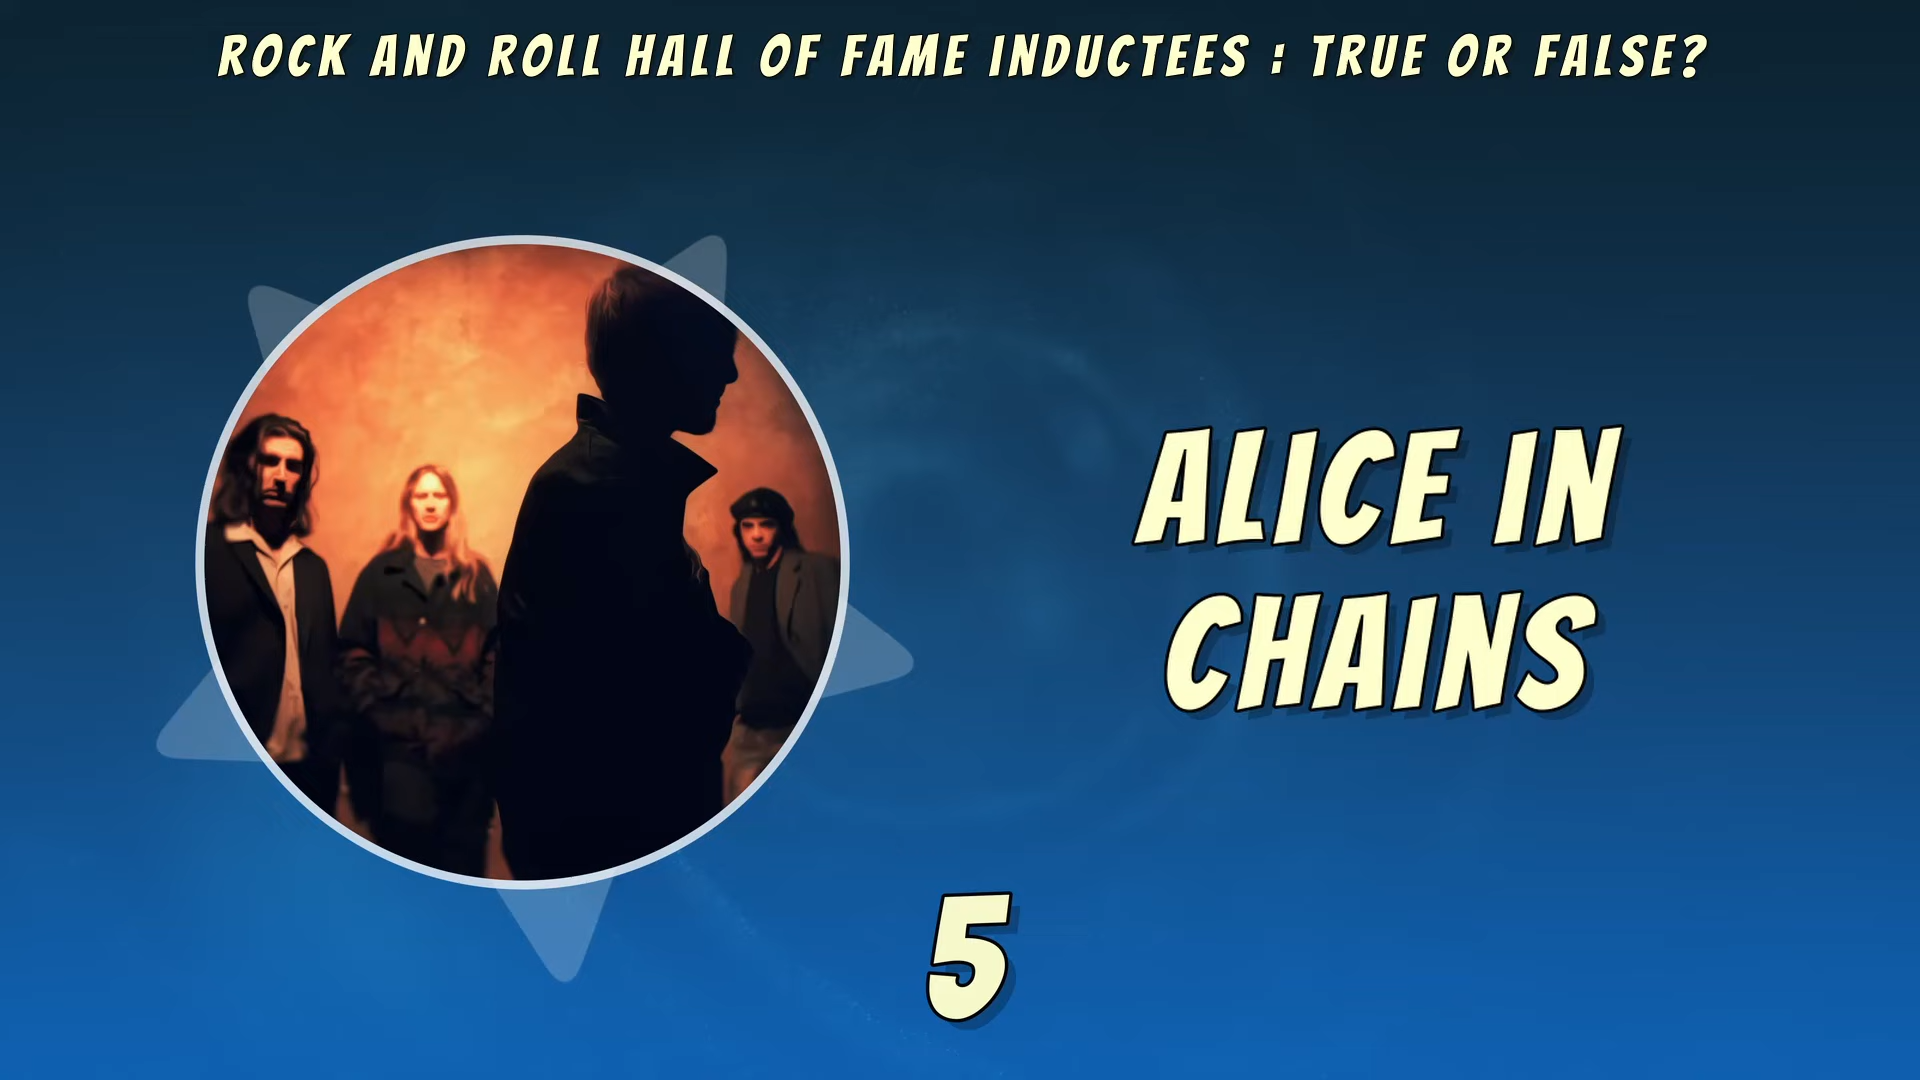 ROCK AND ROLL HALL OF FAME INDUCTEES : TRUE OR FALSE?
ALICE IN
CHAINS
5